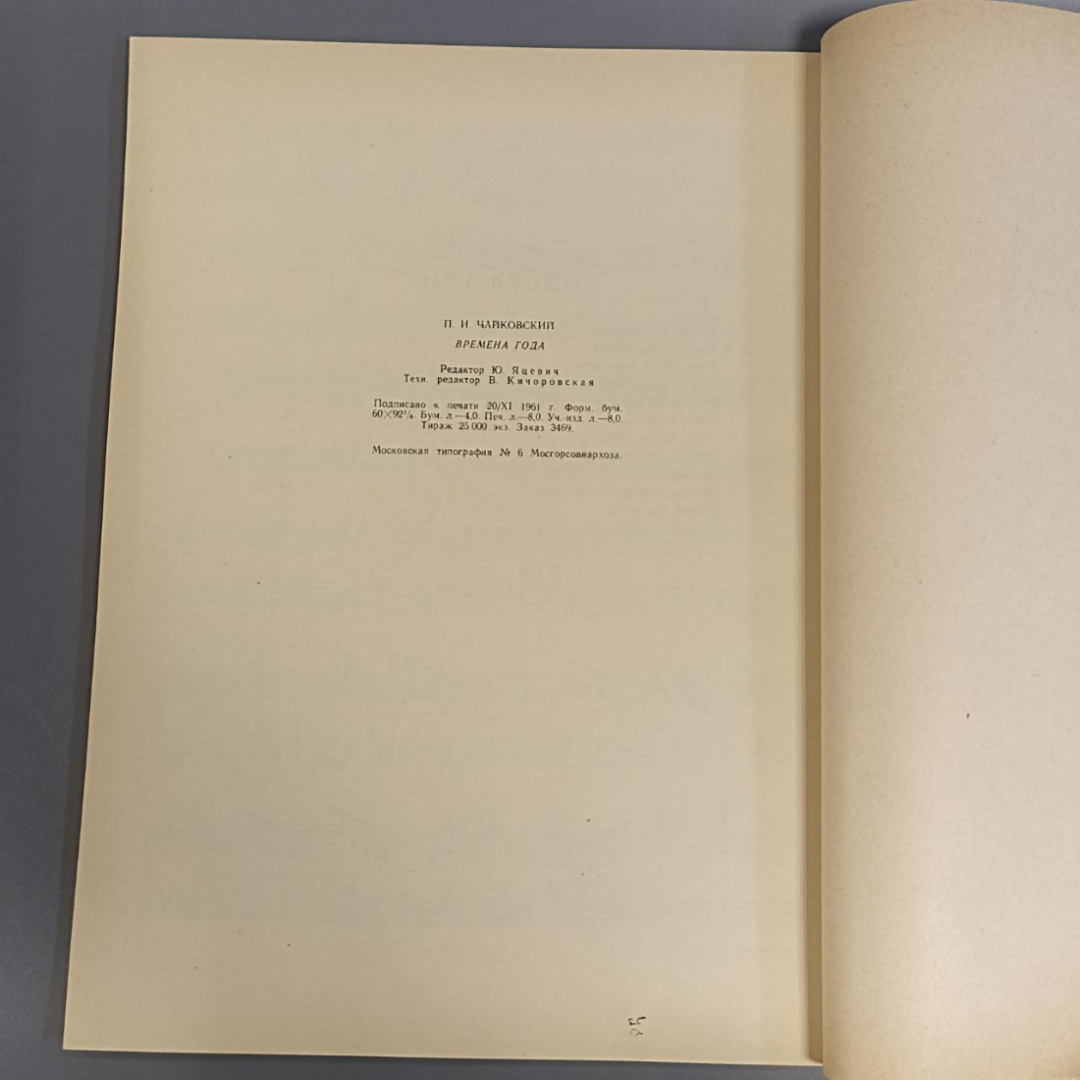 П. И. ЧАЙКОВСКИЙ
ВРЕМЕНА ГОДА
Редактор Ю. Яцевич
Техн. редактор В. Кичоровская
Подписано к печати 20/XI 1961 г. Форм. бум.
60×92¹/₈. Бум. л.—4,0. Печ. л.—8,0. Уч.-изд. л.—8,0.
Тираж 25 000 экз. Заказ 3469.
Московская типография № 6 Мосгорсовнархоза.